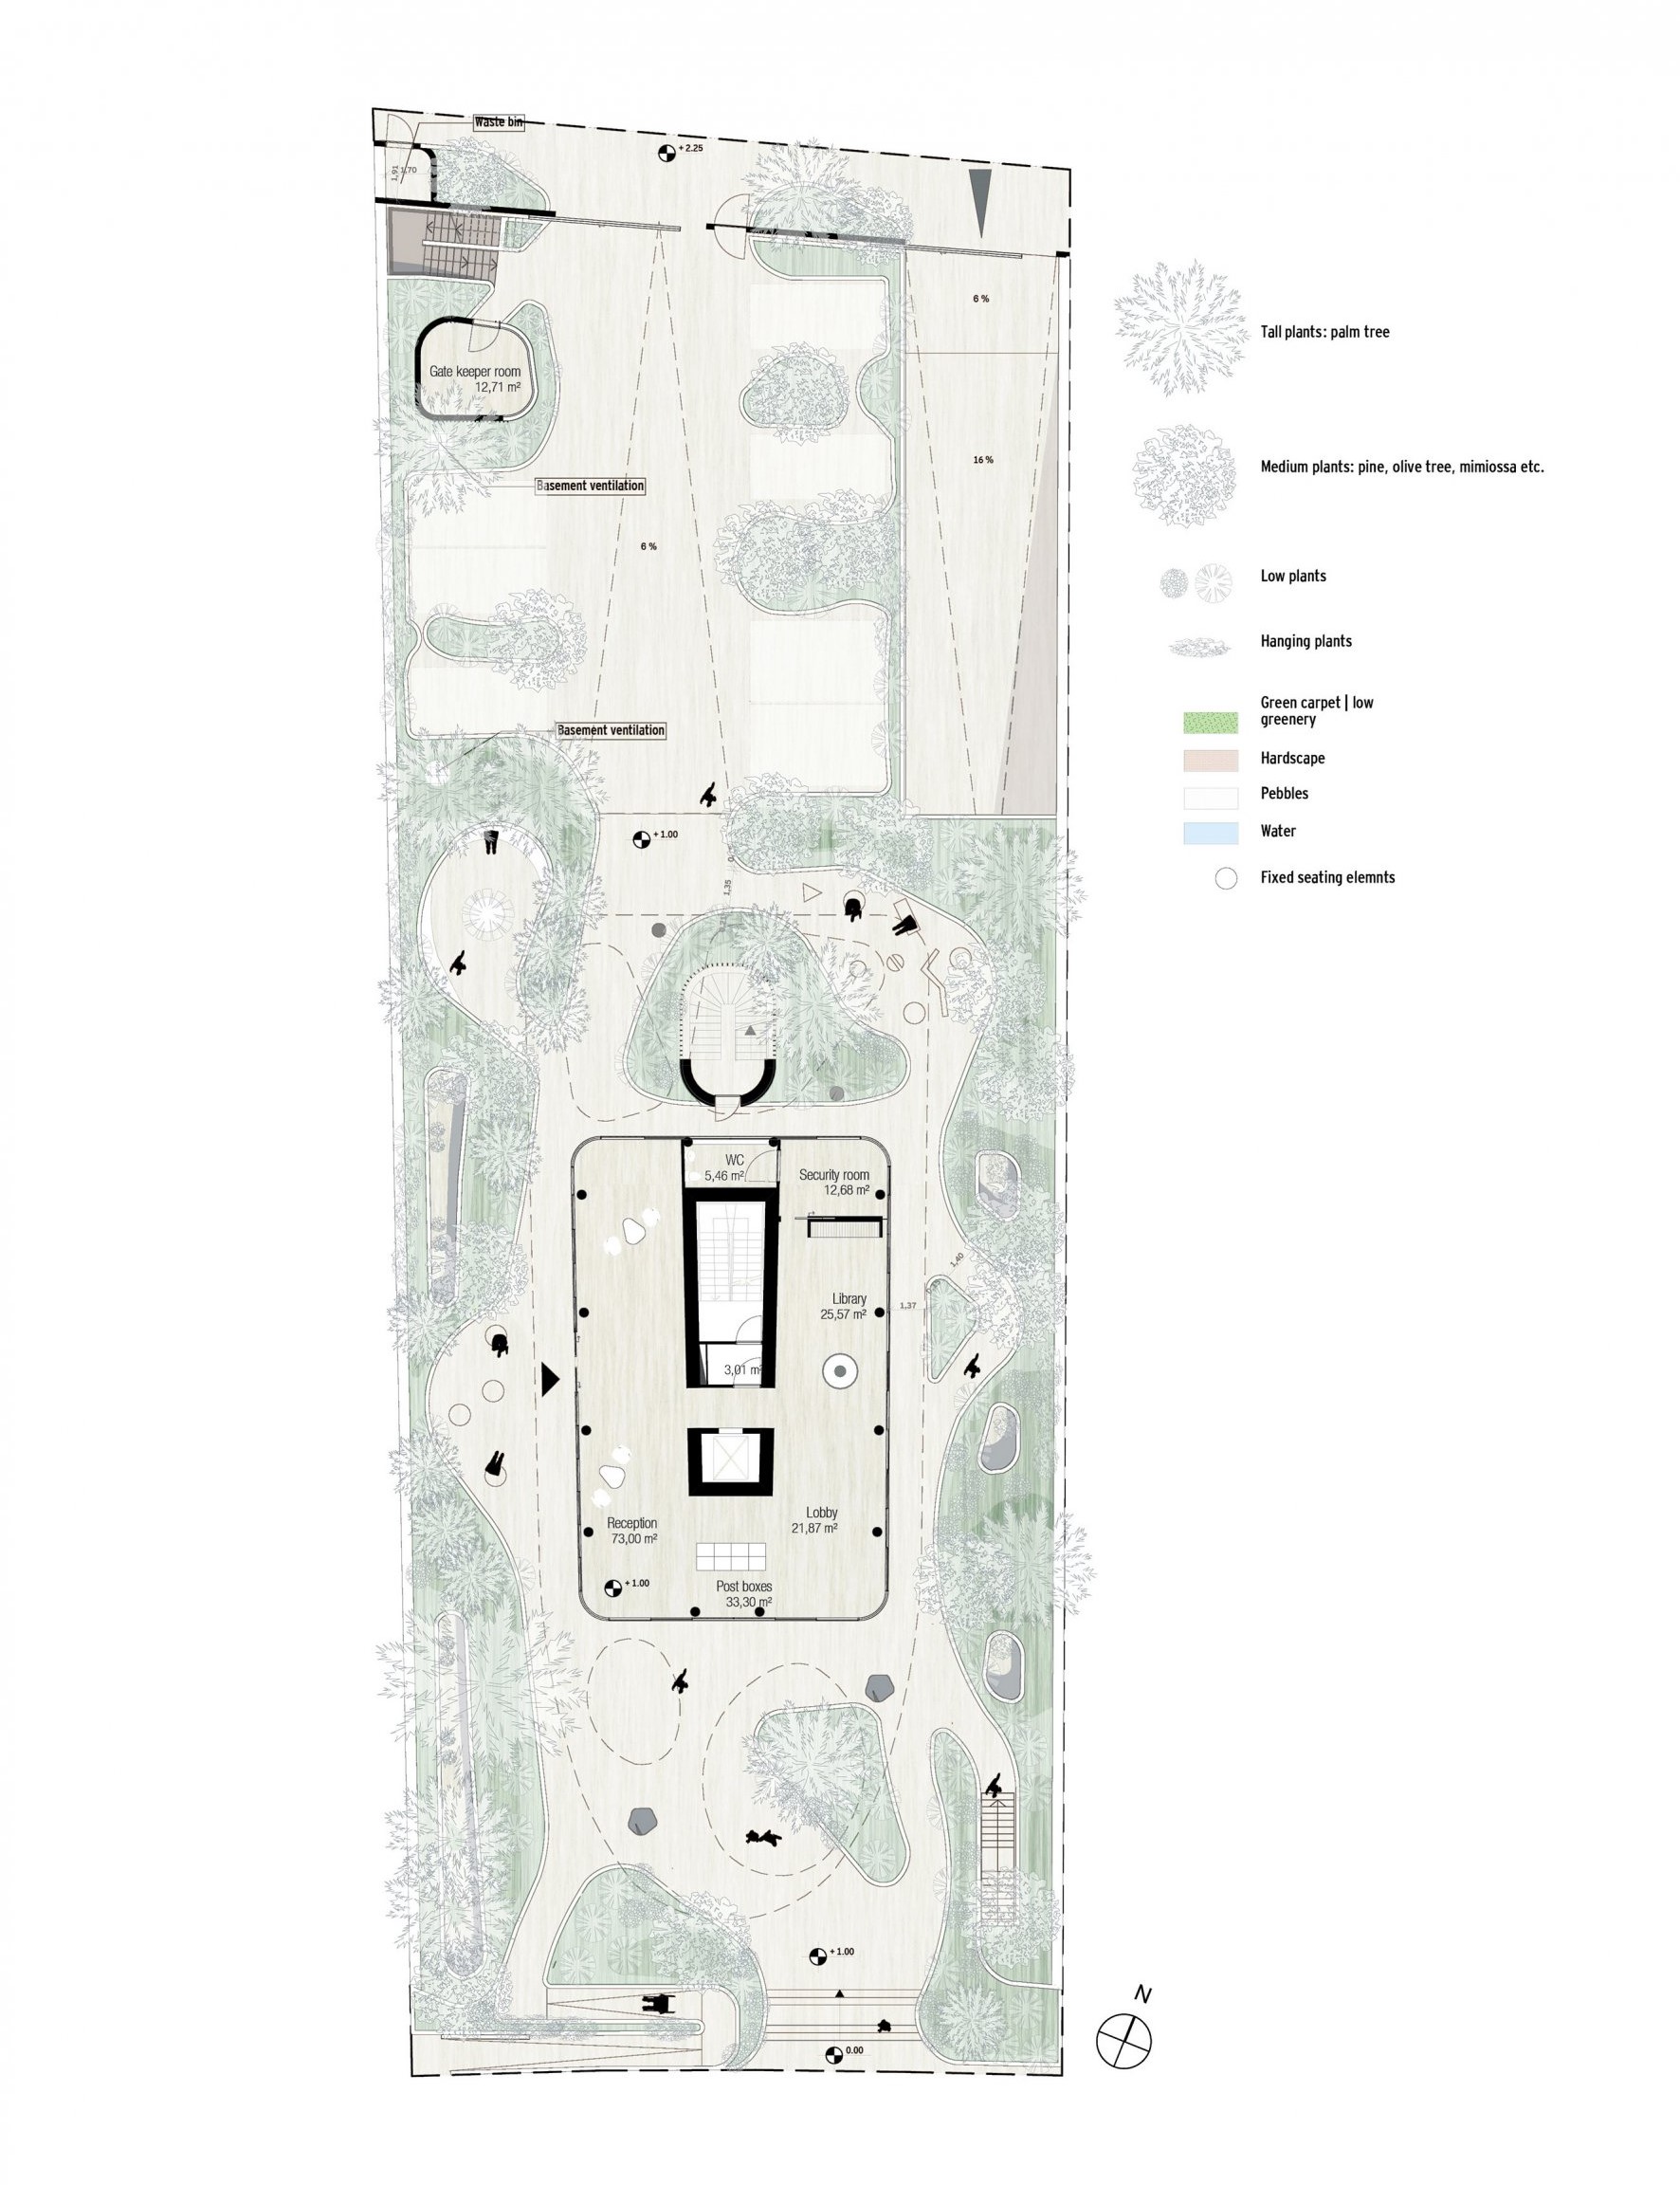 Waste bin
+ 2.25
1,91
1,70
6 %
Tall plants: palm tree
Gate keeper room
12,71 m²
16 %
Medium plants: pine, olive tree, mimiossa etc.
Basement ventilation
6 %
Low plants
Hanging plants
Green carpet | low
greenery
Basement ventilation
Hardscape
Pebbles
Water
+ 1.00
Fixed seating elemnts
1,35
WC
5,46 m²
Security room
12,68 m²
1,40
Library
25,57 m²
1,37
3,01 m²
Lobby
21,87 m²
Reception
73,00 m²
+ 1.00
Post boxes
33,30 m²
+ 1.00
N
0.00